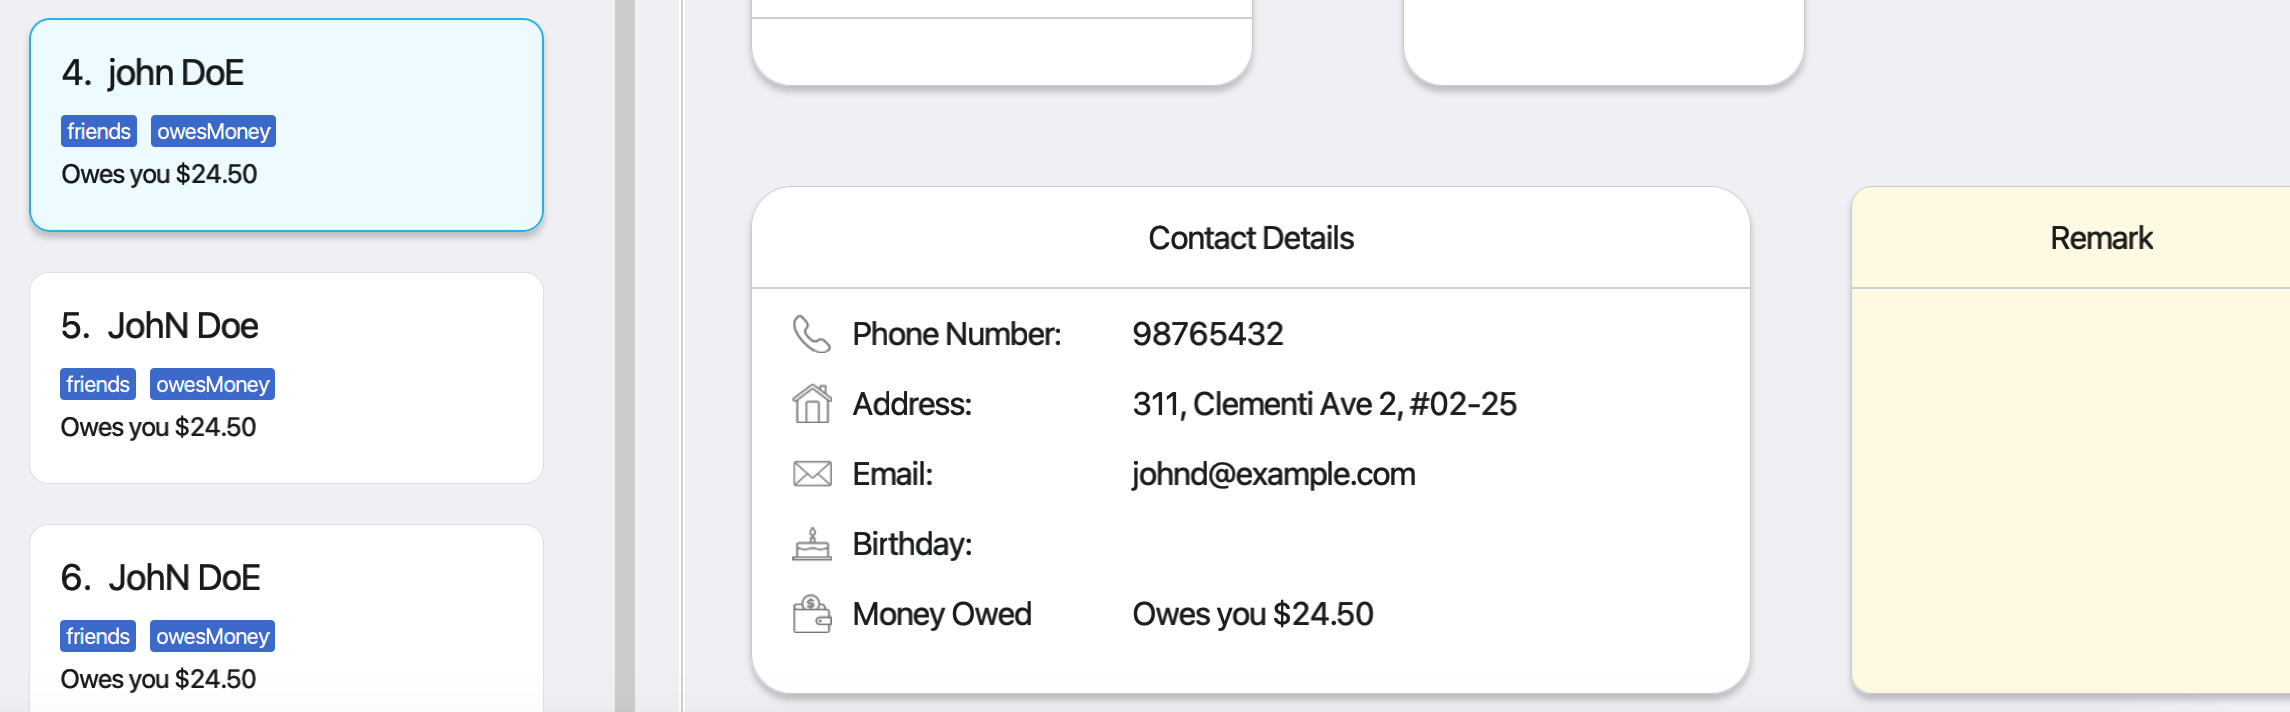 4. john DoE
friends owesMoney
Owes you $24.50
5. JohN Doe
friends owesMoney
Owes you $24.50
6. JohN DoE
friends owesMoney
Owes you $24.50
Contact Details
Phone Number: 98765432
Address: 311, Clementi Ave 2, #02-25
Email: johnd@example.com
Birthday:
Money Owed Owes you $24.50
Remark